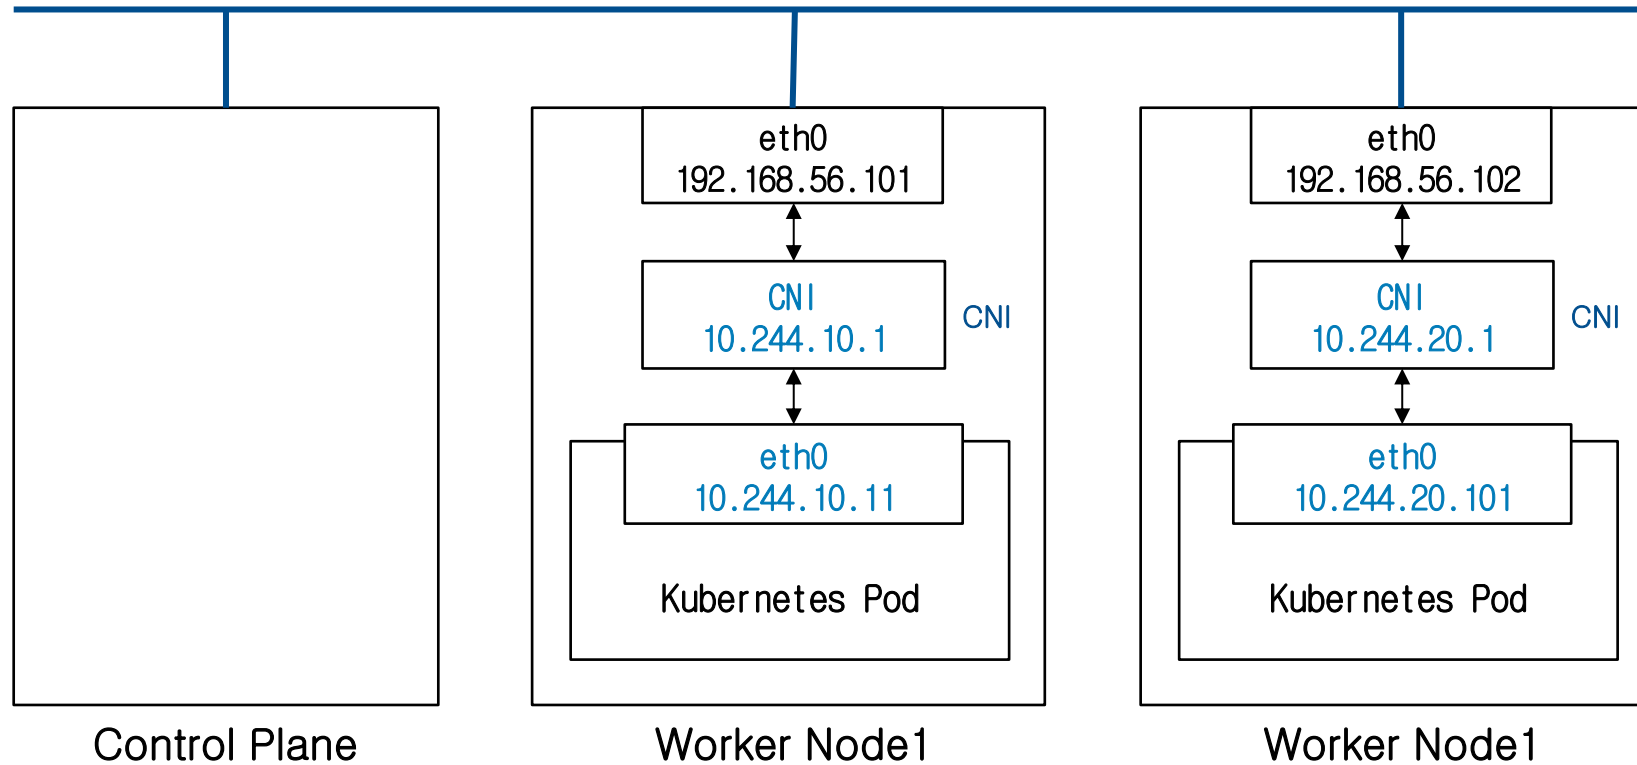 eth0
192.168.56.101
CNI
10.244.10.1
CNI
eth0
10.244.10.11
Kubernetes Pod
eth0
192.168.56.102
CNI
10.244.20.1
CNI
eth0
10.244.20.101
Kubernetes Pod
Control Plane
Worker Node1
Worker Node1